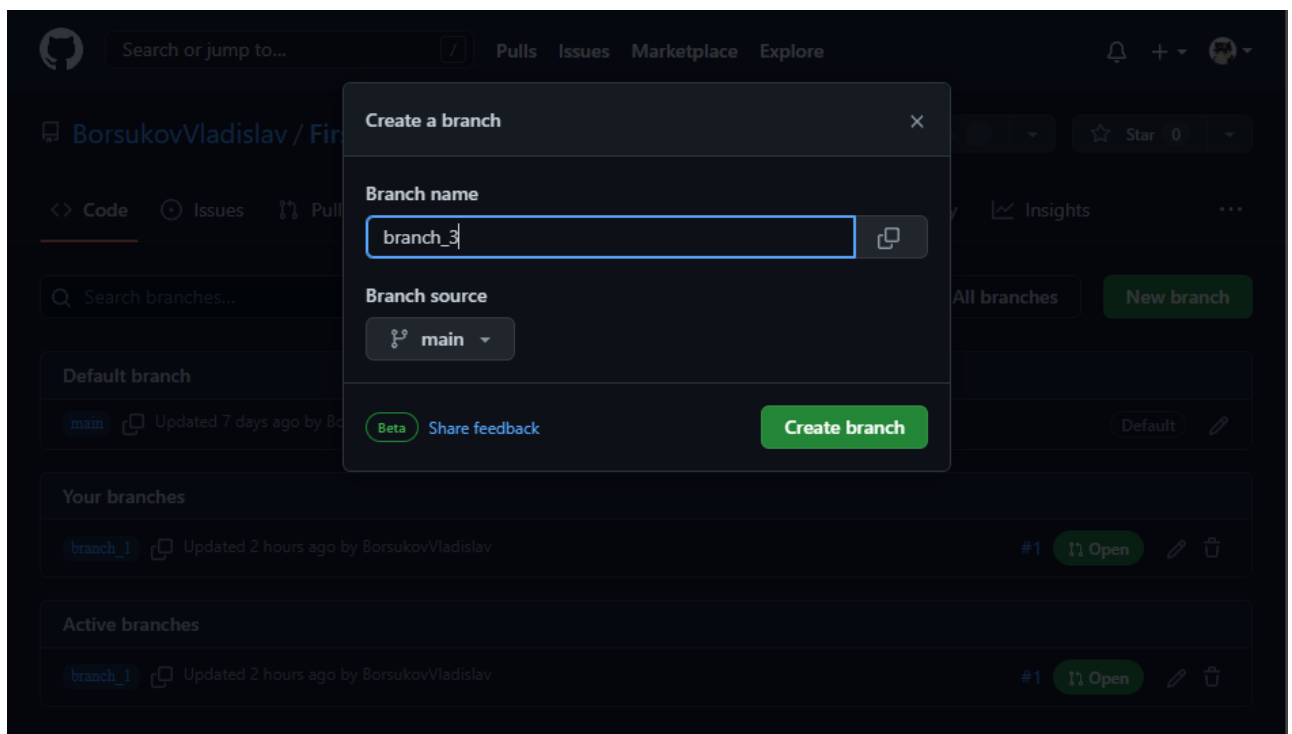 Search or jump to... / Pulls Issues Marketplace Explore
Create a branch
BorsukovVladislav / Firs
Star 0
Branch name
Code Issues Pull Insights
branch_3
Search branches... All branches New branch
Branch source
main
Default branch
main Updated 7 days ago by Bo Default
Beta Share feedback Create branch
Your branches
branch_1 Updated 2 hours ago by BorsukovVladislav #1 Open
Active branches
branch_1 Updated 2 hours ago by BorsukovVladislav #1 Open